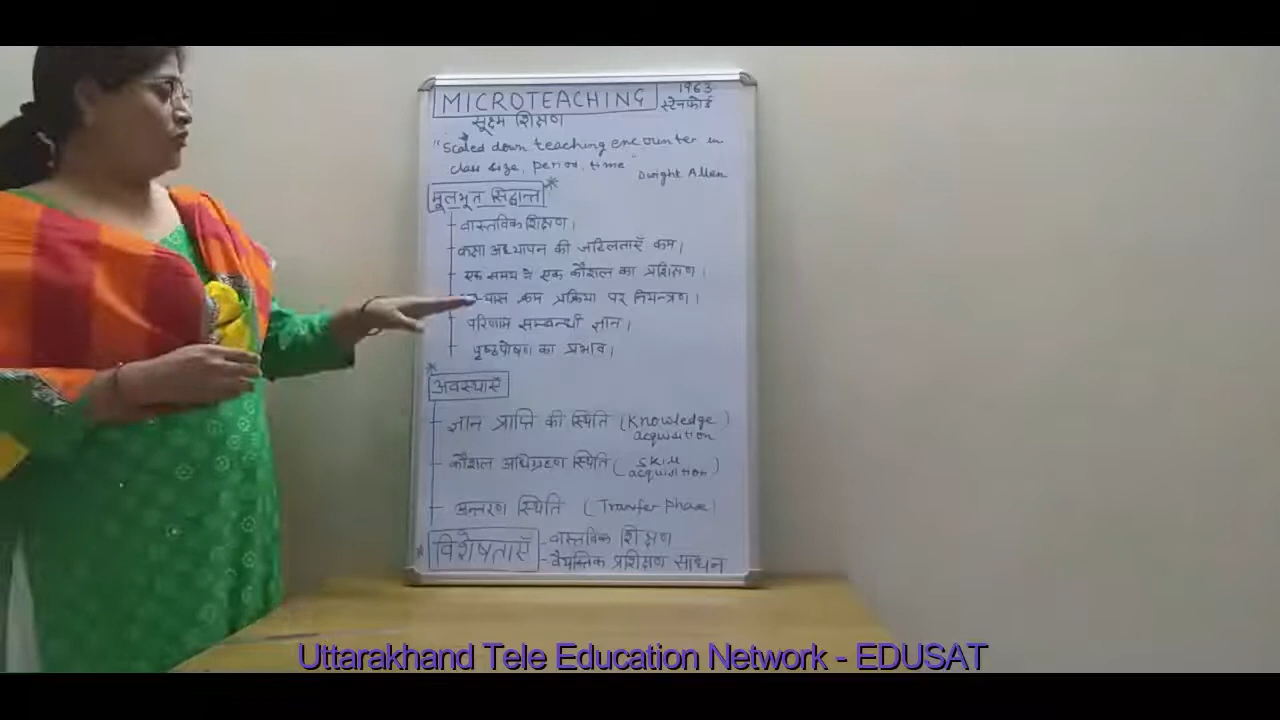 MICROTEACHING
1963
स्टेनफोर्ड
सूक्ष्म शिक्षण
"Scaled down teaching encounter in
class size, period, time"
Dwight Allen
मूलभूत सिद्धान्त *
वास्तविक शिक्षण।
कक्षा अध्यापन की जटिलताएँ कम।
एक समय में एक कौशल का प्रशिक्षण।
क्रम प्रक्रिया पर नियन्त्रण।
परिणाम सम्बन्धी ज्ञान।
पृष्ठपोषण का प्रभाव।
* अवस्थाएँ
ज्ञान प्राप्ति की स्थिति (Knowledge
acquisition)
कौशल अधिग्रहण स्थिति (Skill
acquisition)
अन्तरण स्थिति (Transfer Phase)
* विशेषताएँ - वास्तविक शिक्षण
- वैयक्तिक प्रशिक्षण साधन
Uttarakhand Tele Education Network - EDUSAT